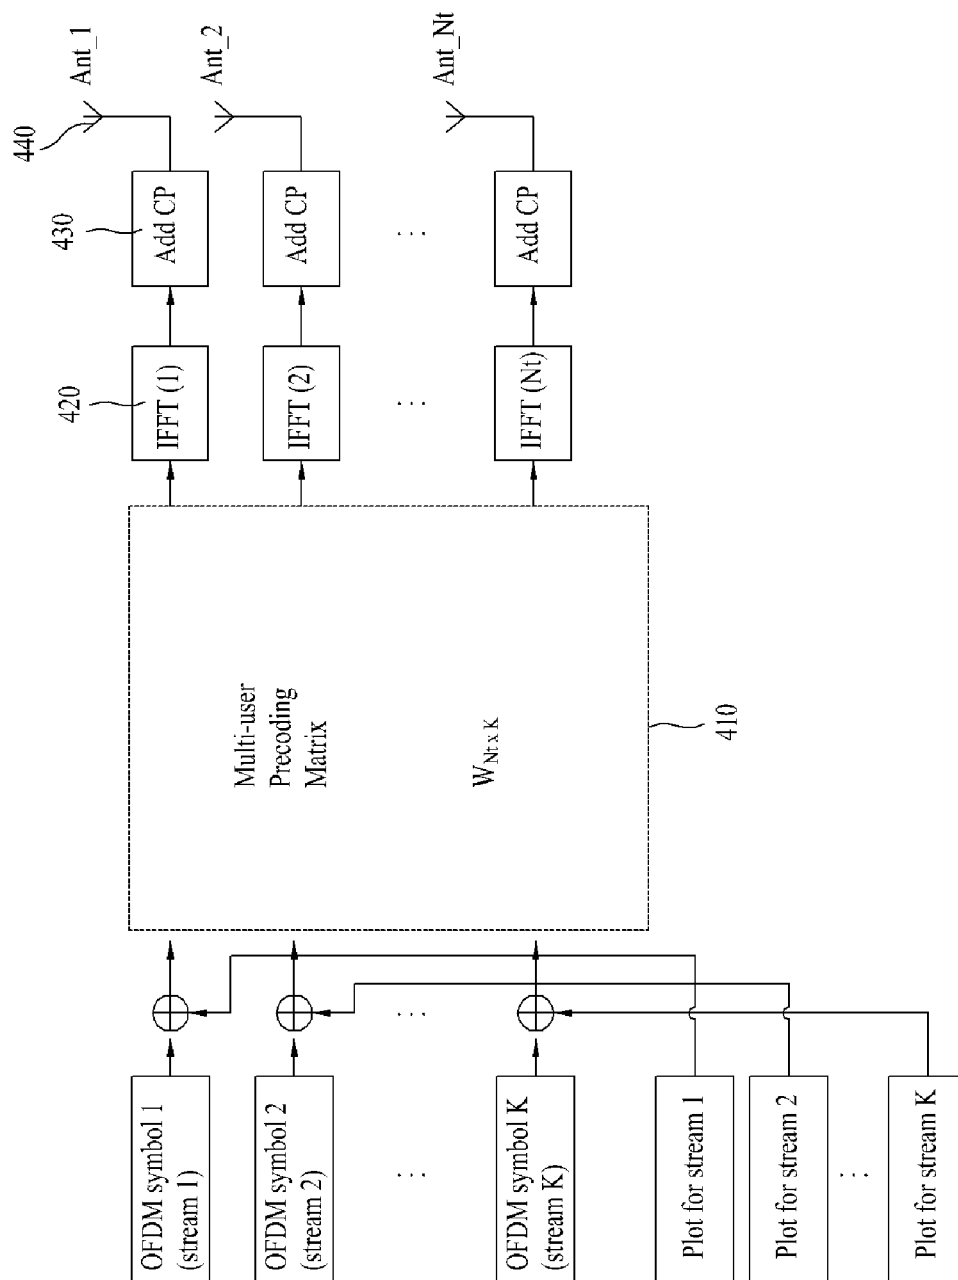 OFDM symbol 1
(stream 1)
OFDM symbol 2
(stream 2)
. . .
OFDM symbol K
(stream K)
Plot for stream 1
Plot for stream 2
. . .
Plot for stream K
. . .
Multi-user
Precoding
Matrix
W Nt x K
410
IFFT (1)
420
IFFT (2)
. . .
IFFT (Nt)
Add CP
430
Add CP
. . .
Add CP
440
Ant_1
Ant_2
Ant_Nt